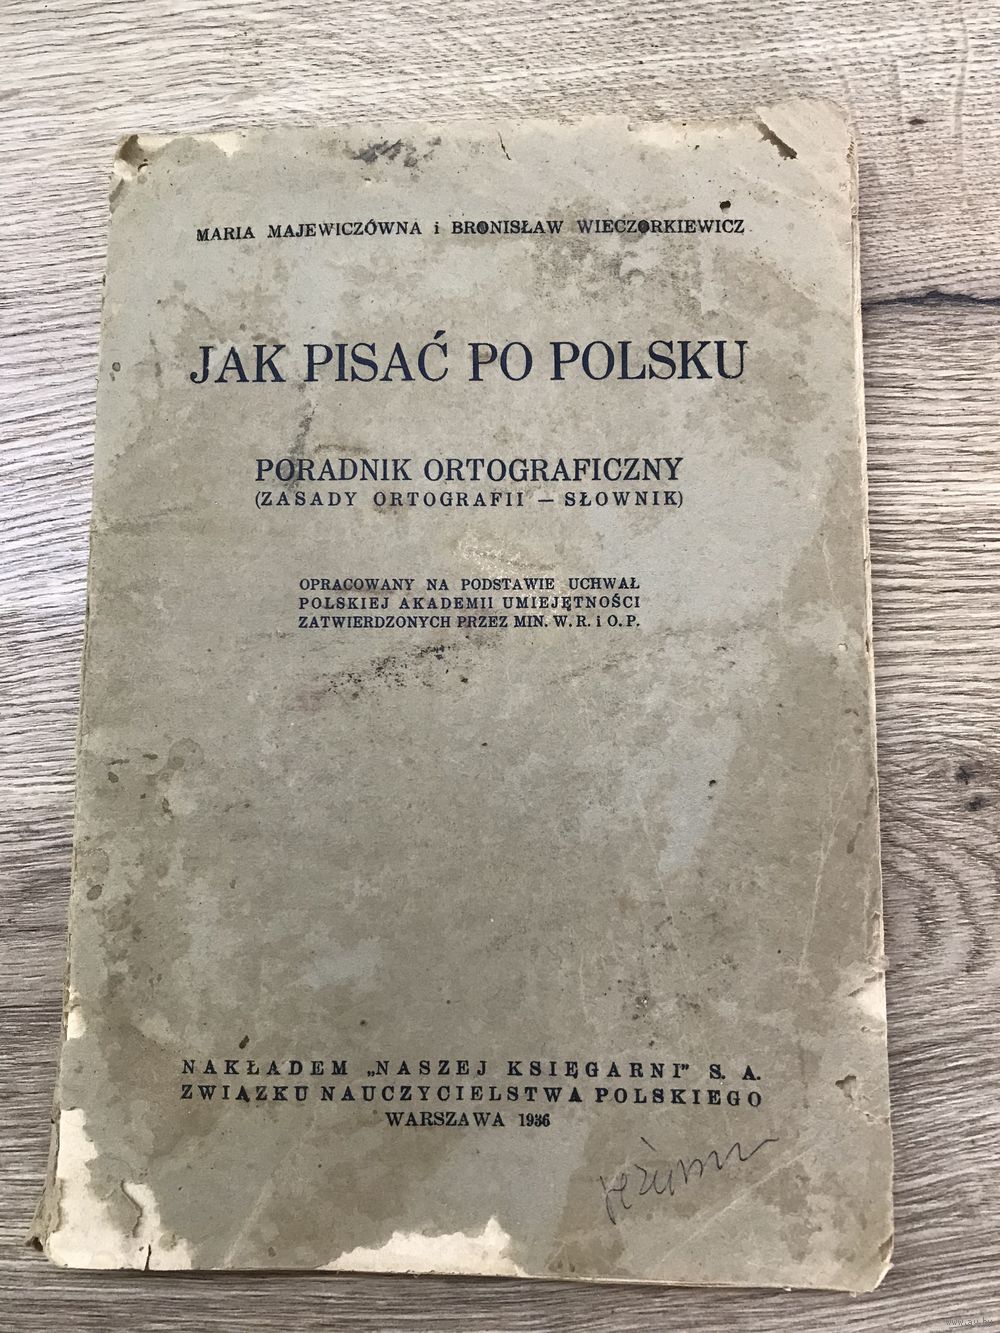 MARIA MAJEWICZÓWNA i BRONISŁAW WIECZORKIEWICZ
JAK PISAĆ PO POLSKU
PORADNIK ORTOGRAFICZNY
(ZASADY ORTOGRAFII — SŁOWNIK)
OPRACOWANY NA PODSTAWIE UCHWAŁ
POLSKIEJ AKADEMII UMIEJĘTNOŚCI
ZATWIERDZONYCH PRZEZ MIN. W. R. i O. P.
NAKŁADEM „NASZEJ KSIĘGARNI” S. A.
ZWIĄZKU NAUCZYCIELSTWA POLSKIEGO
WARSZAWA 1936